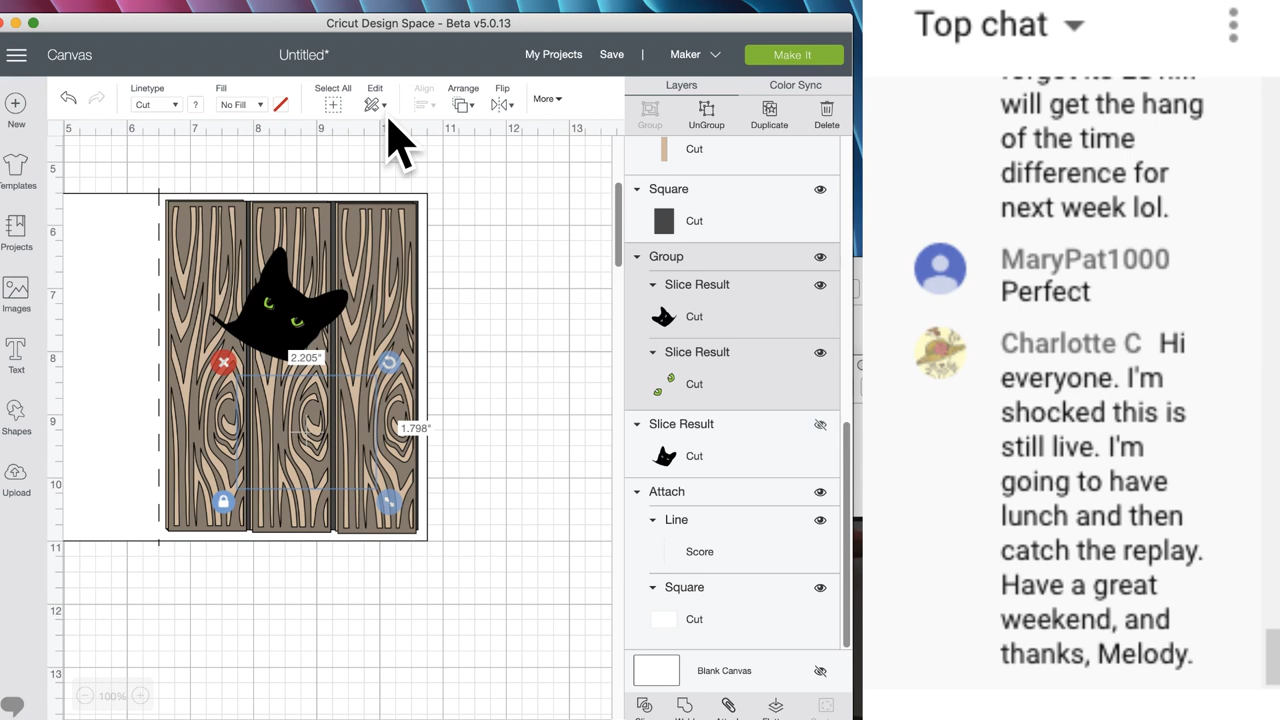 Cricut Design Space - Beta v5.0.13
Canvas
Untitled*
My Projects
Save
|
Maker
Make It
Linetype
Cut
?
Fill
No Fill
Select All
Edit
Align
Arrange
Flip
More
Layers
Color Sync
Group
UnGroup
Duplicate
Delete
New
Templates
Projects
Images
Text
Shapes
Upload
5
6
7
8
9
11
12
13
5
6
7
8
9
10
11
12
13
2.205"
1.798"
100%
Cut
Square
Cut
Group
Slice Result
Cut
Slice Result
Cut
Slice Result
Cut
Attach
Line
Score
Square
Cut
Blank Canvas
Top chat
will get the hang
of the time
difference for
next week lol.
MaryPat1000
Perfect
Charlotte C Hi
everyone. I'm
shocked this is
still live. I'm
going to have
lunch and then
catch the replay.
Have a great
weekend, and
thanks, Melody.